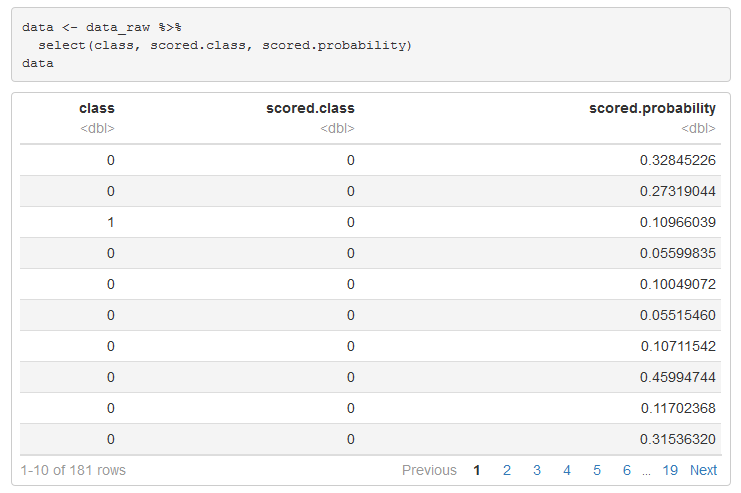 data <- data_raw %>%
  select(class, scored.class, scored.probability)
data
class scored.class scored.probability
<dbl> <dbl> <dbl>
0 0 0.32845226
0 0 0.27319044
1 0 0.10966039
0 0 0.05599835
0 0 0.10049072
0 0 0.05515460
0 0 0.10711542
0 0 0.45994744
0 0 0.11702368
0 0 0.31536320
1-10 of 181 rows Previous 1 2 3 4 5 6 ... 19 Next